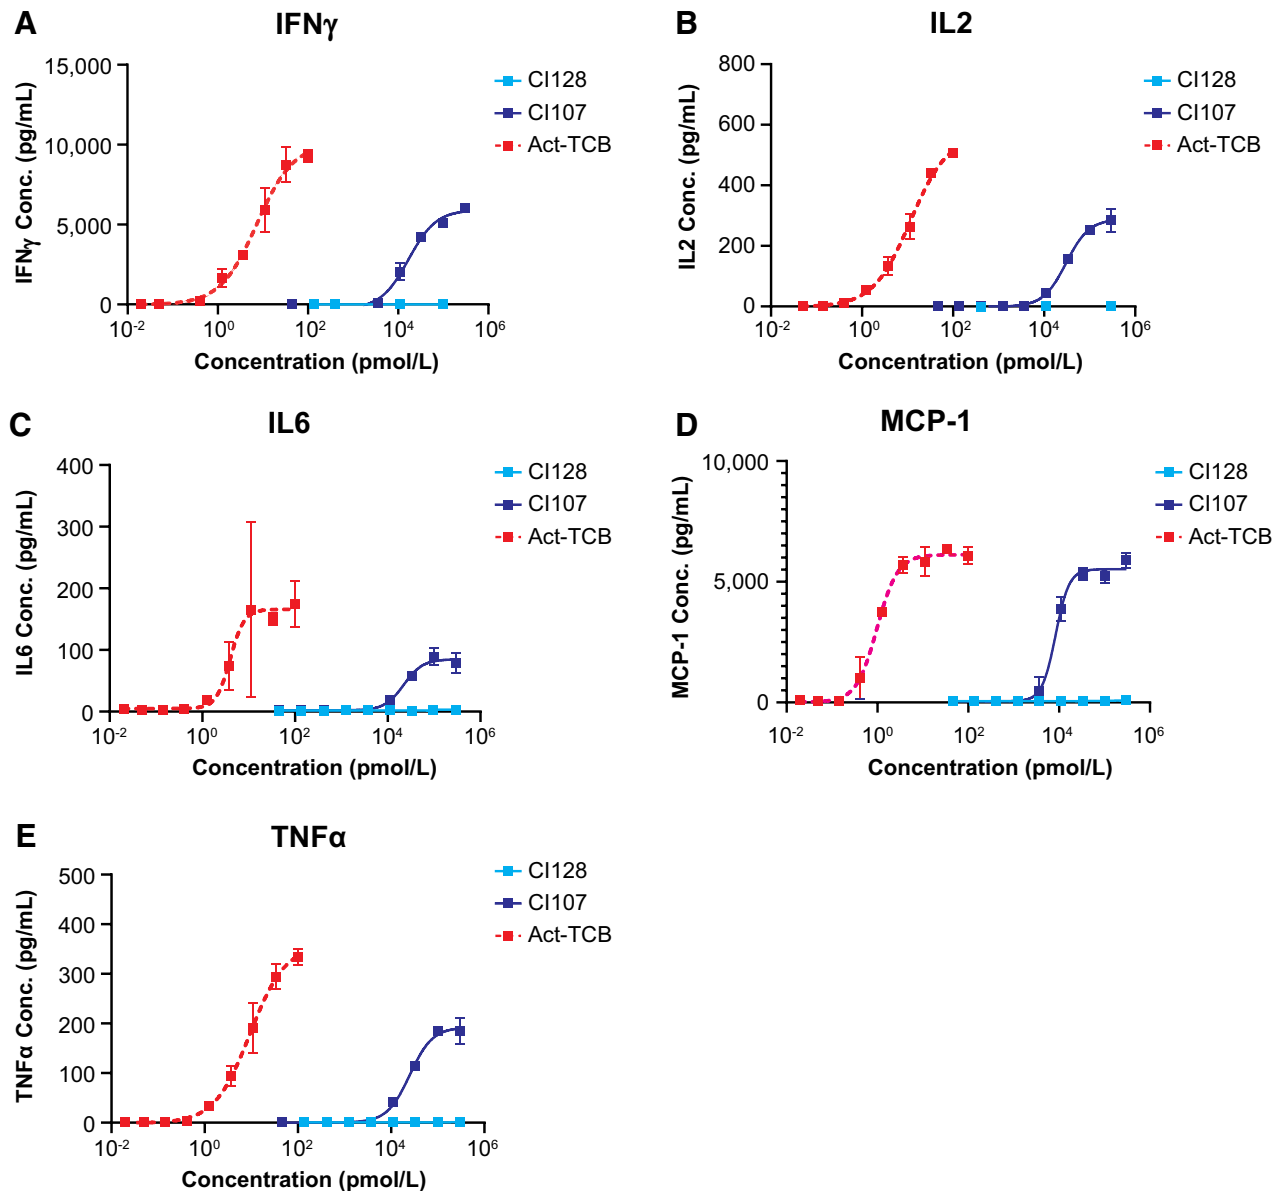 A
IFNγ
IFNγ Conc. (pg/mL)
15,000
10,000
5,000
0
10-2
100
102
104
106
Concentration (pmol/L)
CI128
CI107
Act-TCB
B
IL2
IL2 Conc. (pg/mL)
800
600
400
200
0
10-2
100
102
104
106
Concentration (pmol/L)
CI128
CI107
Act-TCB
C
IL6
IL6 Conc. (pg/mL)
400
300
200
100
0
10-2
100
102
104
106
Concentration (pmol/L)
CI128
CI107
Act-TCB
D
MCP-1
MCP-1 Conc. (pg/mL)
10,000
5,000
0
10-2
100
102
104
106
Concentration (pmol/L)
CI128
CI107
Act-TCB
E
TNFα
TNFα Conc. (pg/mL)
500
400
300
200
100
0
10-2
100
102
104
106
Concentration (pmol/L)
CI128
CI107
Act-TCB